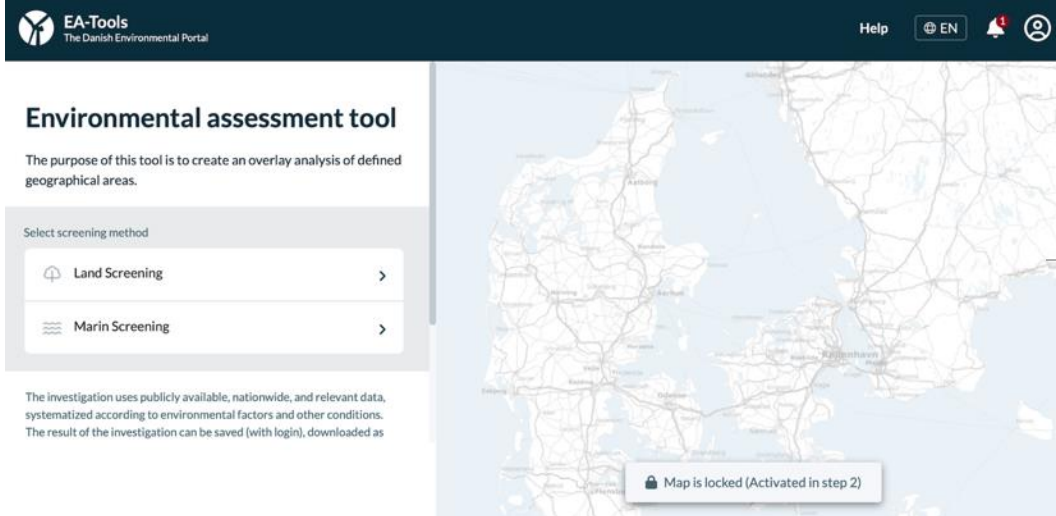 EA-Tools
The Danish Environmental Portal
Help
EN
1
Environmental assessment tool
The purpose of this tool is to create an overlay analysis of defined
geographical areas.
Select screening method
Land Screening
Marin Screening
The investigation uses publicly available, nationwide, and relevant data,
systematized according to environmental factors and other conditions.
The result of the investigation can be saved (with login), downloaded as
Aalborg
Randers
Aarhus
København
Odense
Map is locked (Activated in step 2)